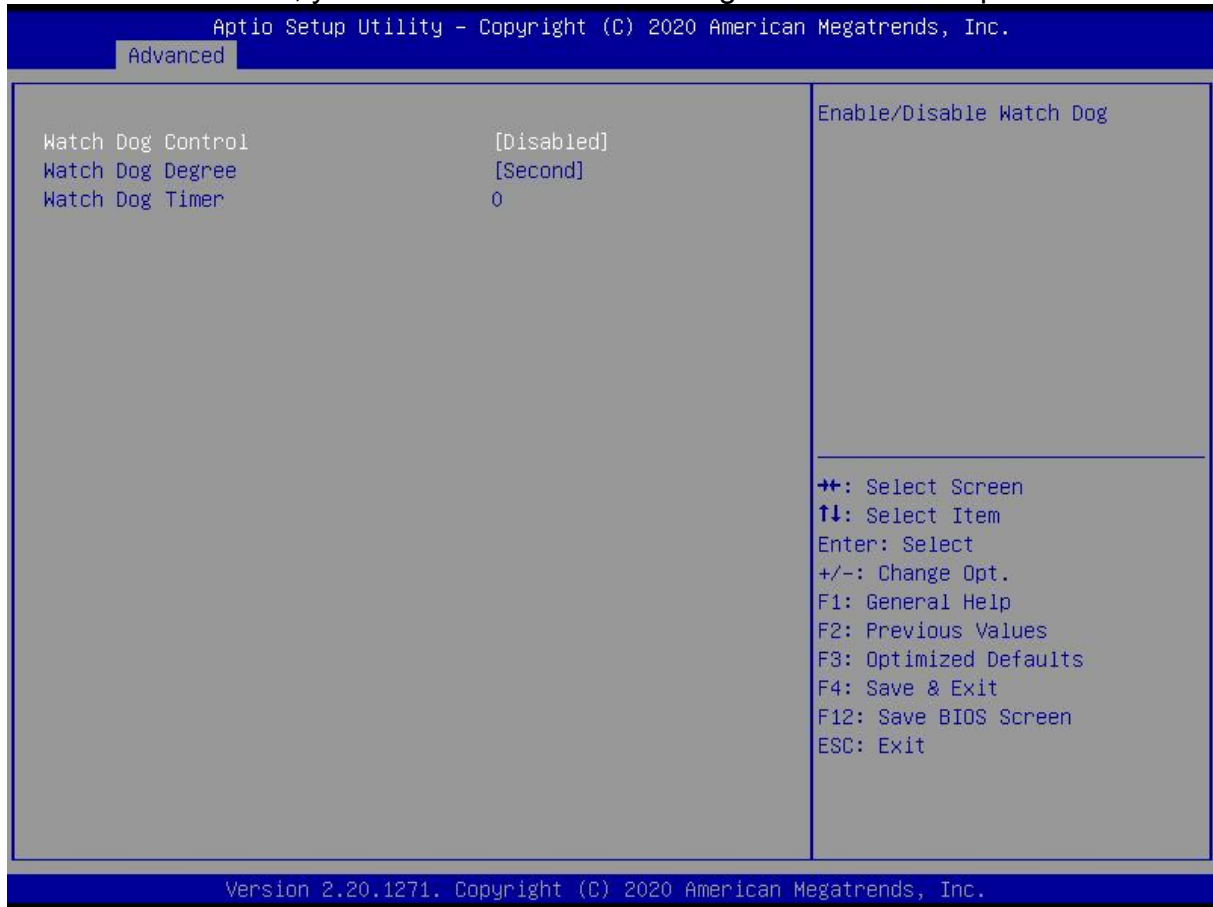 Aptio Setup Utility – Copyright (C) 2020 American Megatrends, Inc.
Advanced
Watch Dog Control [Disabled]
Watch Dog Degree [Second]
Watch Dog Timer 0
Enable/Disable Watch Dog
→←: Select Screen
↑↓: Select Item
Enter: Select
+/-: Change Opt.
F1: General Help
F2: Previous Values
F3: Optimized Defaults
F4: Save & Exit
F12: Save BIOS Screen
ESC: Exit
Version 2.20.1271. Copyright (C) 2020 American Megatrends, Inc.